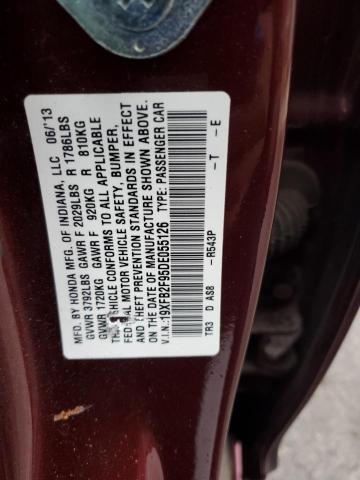 MFD. BY HONDA MFG. OF INDIANA, LLC 06/'13
GVWR 3792LBS GAWR F 2029LBS R 1786LBS
GVWR 1720KG GAWR F 920KG R 810KG
VEHICLE CONFORMS TO ALL APPLICABLE
FEDERAL MOTOR VEHICLE SAFETY, BUMPER,
AND THEFT PREVENTION STANDARDS IN EFFECT
ON THE DATE OF MANUFACTURE SHOWN ABOVE.
V.I.N.:19XFB2F95DE055126 TYPE: PASSENGER CAR
TR3 D AS8 -R543P -T -E